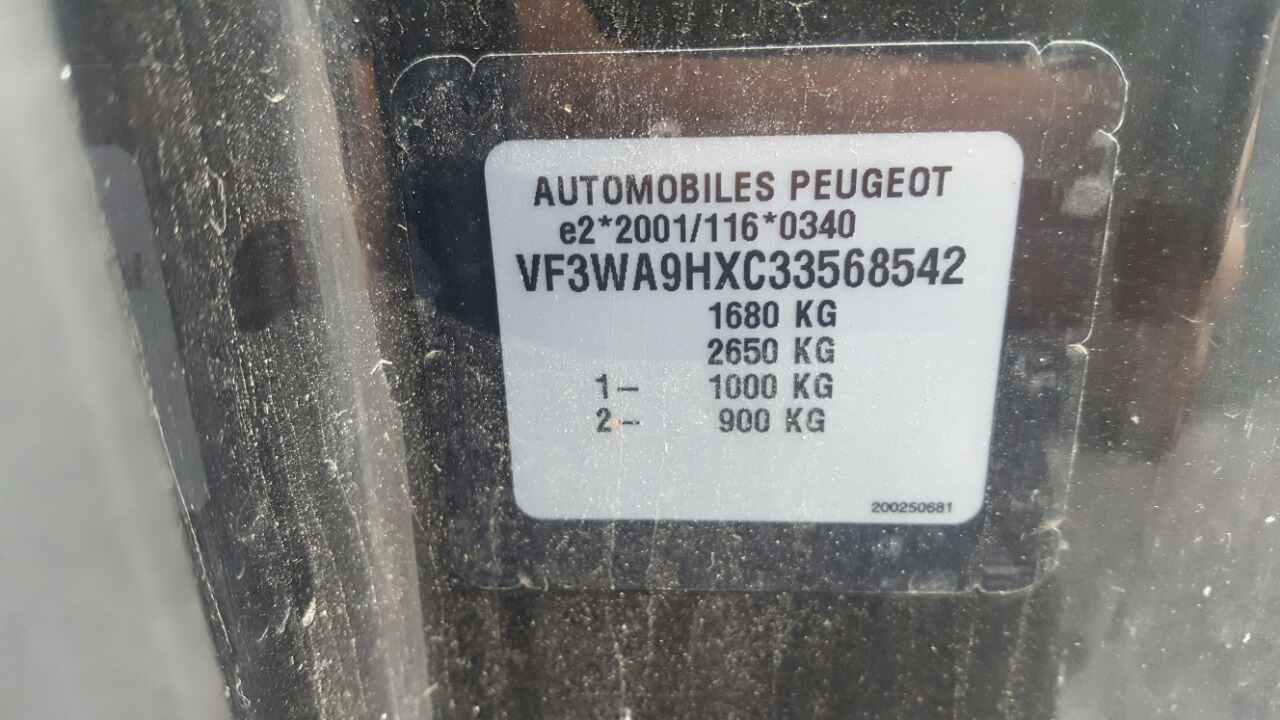 AUTOMOBILES PEUGEOT
e2*2001/116*0340
VF3WA9HXC33568542
1680 KG
2650 KG
1- 1000 KG
2- 900 KG
200250681